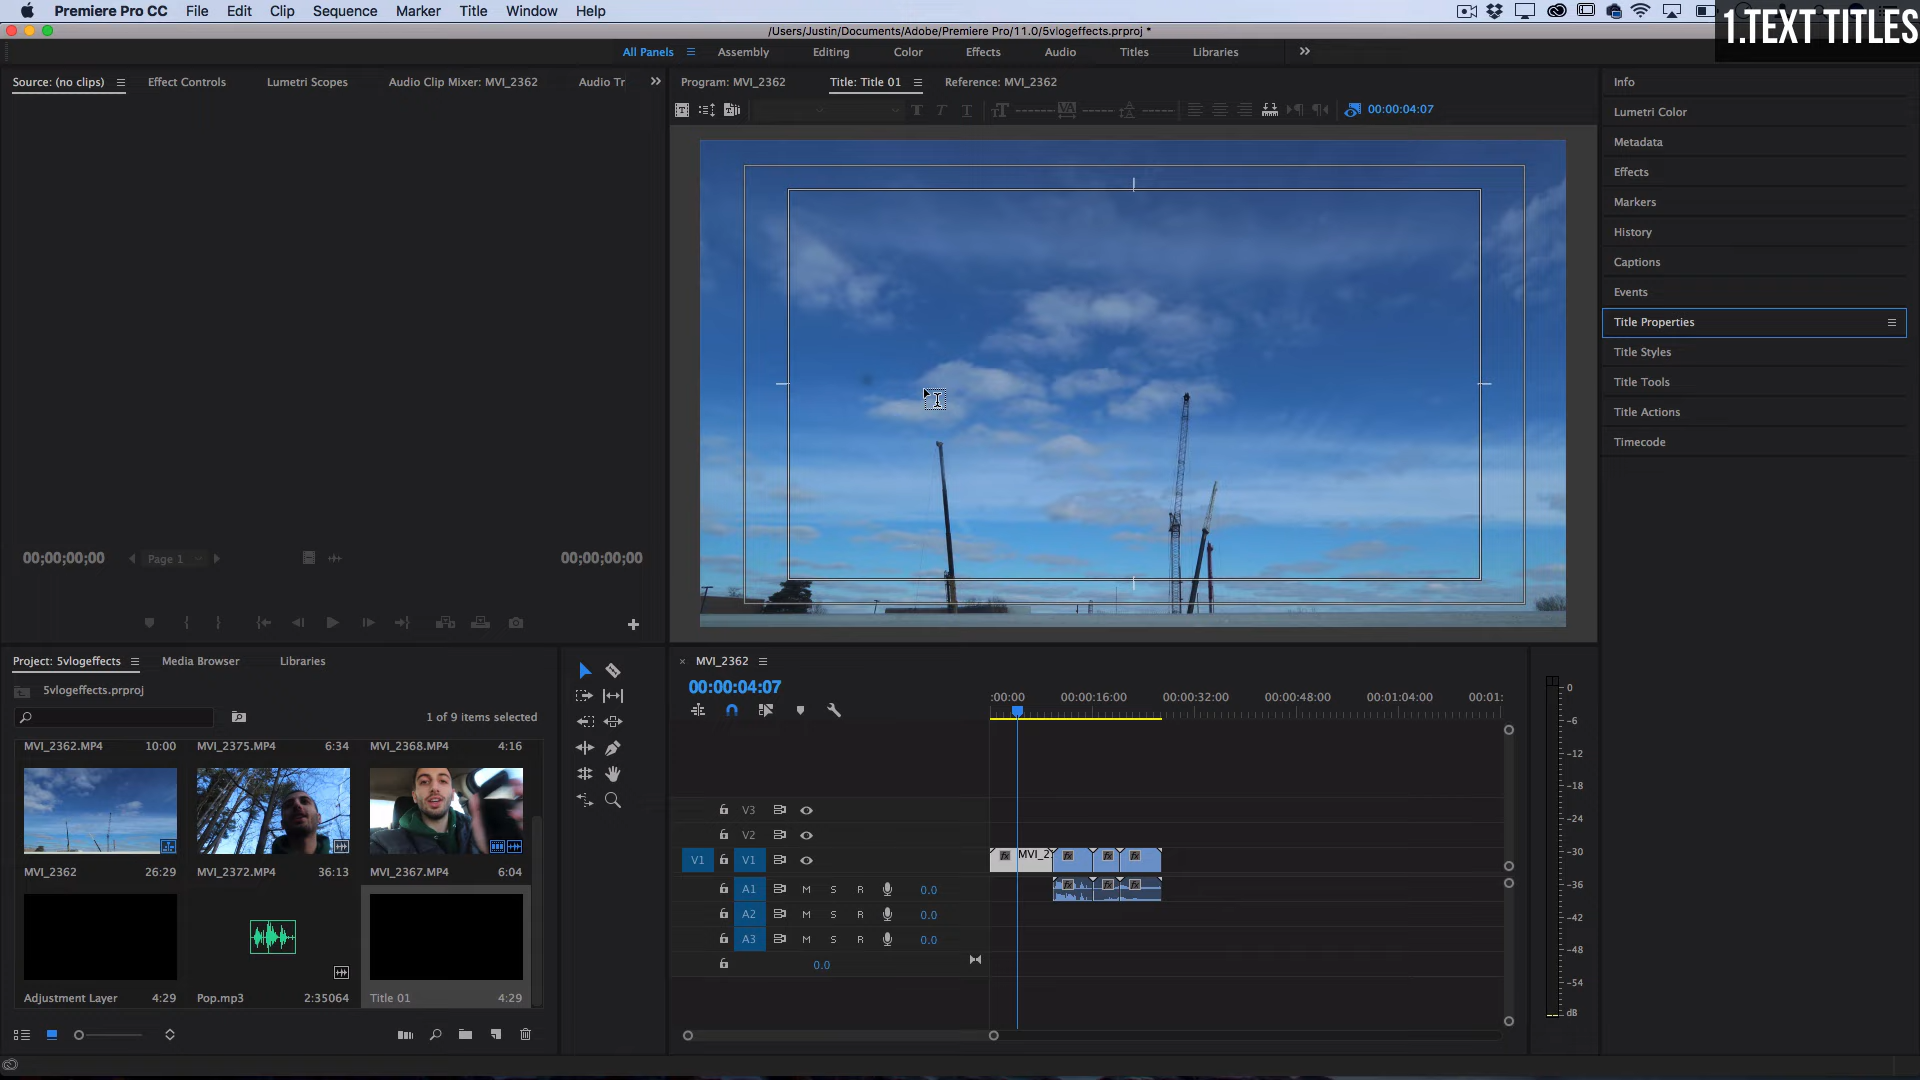 Premiere Pro CC File Edit Clip Sequence Marker Title Window Help
1.TEXT TITLES
/Users/Justin/Documents/Adobe/Premiere Pro/11.0/5vlogeffects.prproj *
All Panels Assembly Editing Color Effects Audio Titles Libraries
Source: (no clips) Effect Controls Lumetri Scopes Audio Clip Mixer: MVI_2362 Audio Tr
Program: MVI_2362 Title: Title 01 Reference: MVI_2362
00:00:04:07
Info
Lumetri Color
Metadata
Effects
Markers
History
Captions
Events
Title Properties
Title Styles
Title Tools
Title Actions
Timecode
00;00;00;00 Page 1 00;00;00;00
Project: 5vlogeffects Media Browser Libraries
5vlogeffects.prproj
1 of 9 items selected
MVI_2362.MP4 10:00 MVI_2375.MP4 6:34 MVI_2368.MP4 4:16
MVI_2362 26:29 MVI_2372.MP4 36:13 MVI_2367.MP4 6:04
Adjustment Layer 4:29 Pop.mp3 2:35064 Title 01 4:29
× MVI_2362
00:00:04:07
:00:00 00:00:16:00 00:00:32:00 00:00:48:00 00:01:04:00 00:01:
V3
V2
V1 V1 fx MVI_2 fx fx fx
A1 M S R 0.0 fx fx fx
A2 M S R 0.0
A3 M S R 0.0
0.0
0
-6
-12
-18
-24
-30
-36
-42
-48
-54
dB